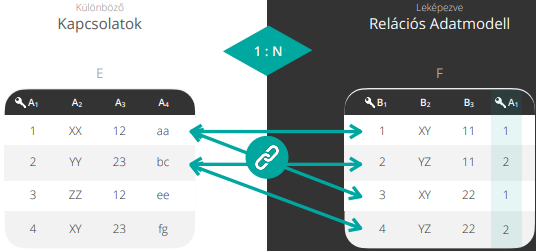 Különböző
Kapcsolatok
Leképezve
Relációs Adatmodell
1 : N
E
A₁ A₂ A₃ A₄
1 XX 12 aa
2 YY 23 bc
3 ZZ 12 ee
4 XY 23 fg
F
B₁ B₂ B₃ A₁
1 XY 11 1
2 YZ 11 2
3 XY 22 1
4 YZ 22 2